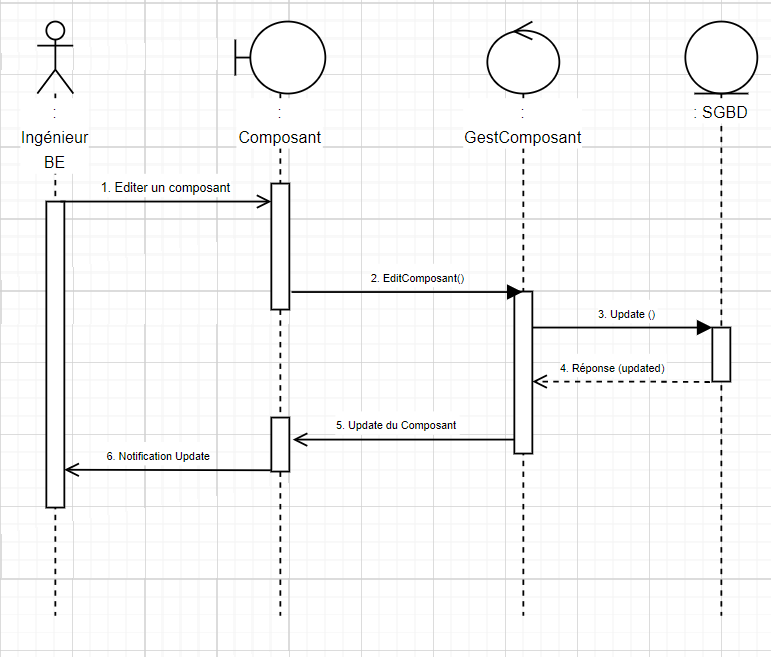 :
Ingénieur
BE
:
Composant
:
GestComposant
: SGBD
1. Editer un composant
2. EditComposant()
3. Update ()
4. Réponse (updated)
5. Update du Composant
6. Notification Update